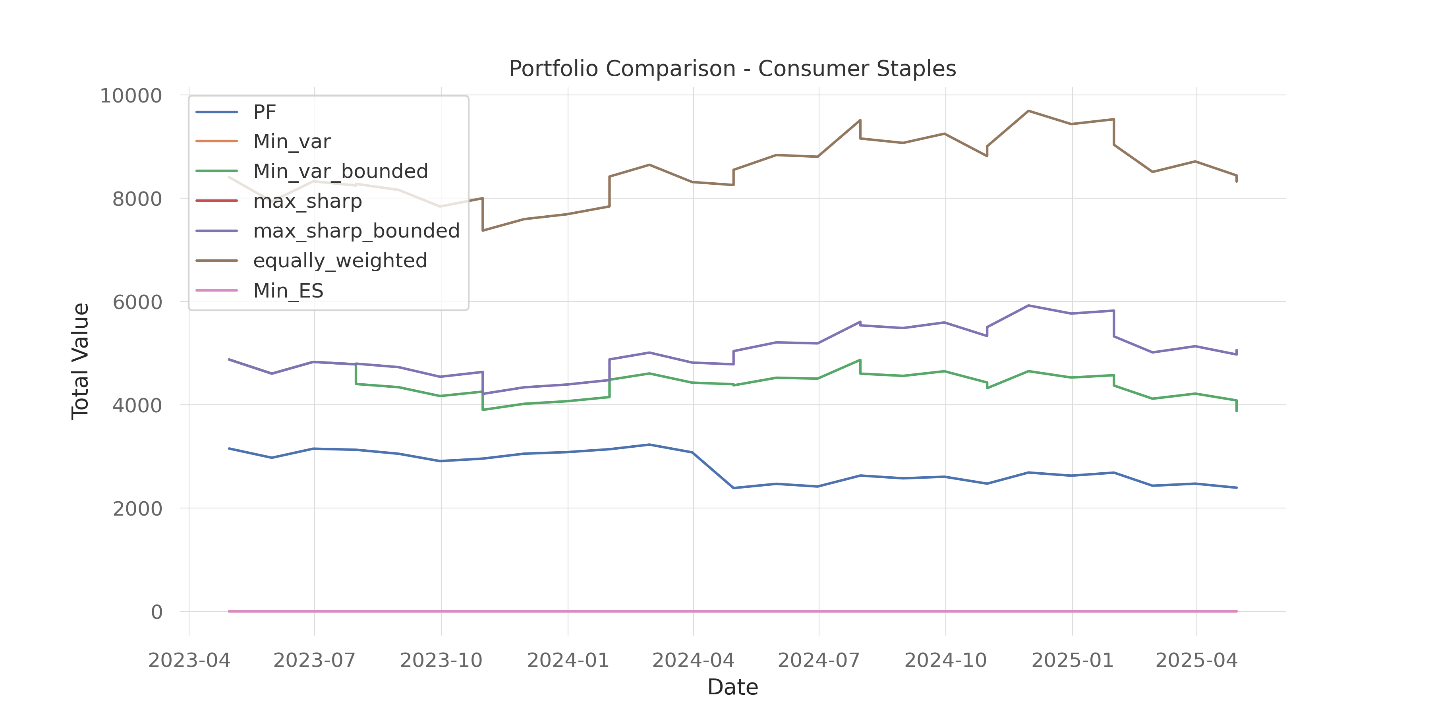 Portfolio Comparison - Consumer Staples
Total Value
10000
8000
6000
4000
2000
0
PF
Min_var
Min_var_bounded
max_sharp
max_sharp_bounded
equally_weighted
Min_ES
2023-04
2023-07
2023-10
2024-01
2024-04
2024-07
2024-10
2025-01
2025-04
Date